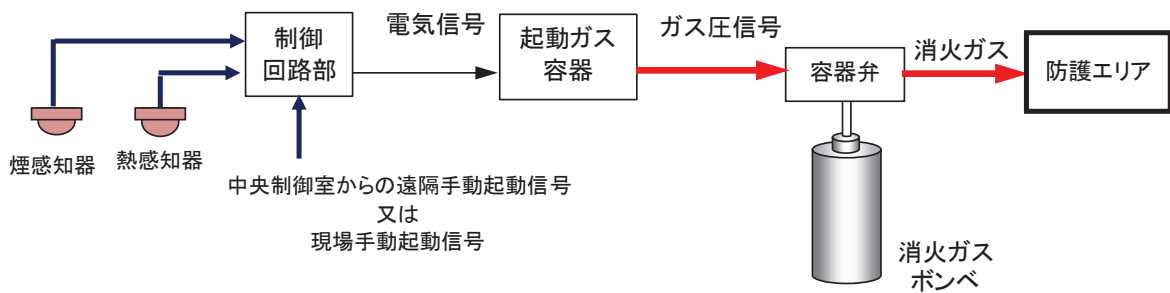 電気信号
ガス圧信号
消火ガス
制御
回路部
起動ガス
容器
容器弁
防護エリア
煙感知器
熱感知器
中央制御室からの遠隔手動起動信号
又は
現場手動起動信号
消火ガス
ボンベ